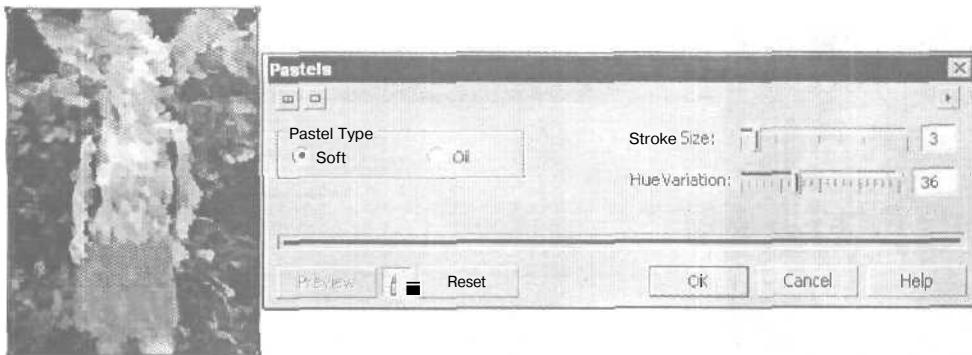 Pastels
Pastel Type
Soft
Oil
Stroke Size: 3
Hue Variation: 36
Preview
Reset
OK
Cancel
Help